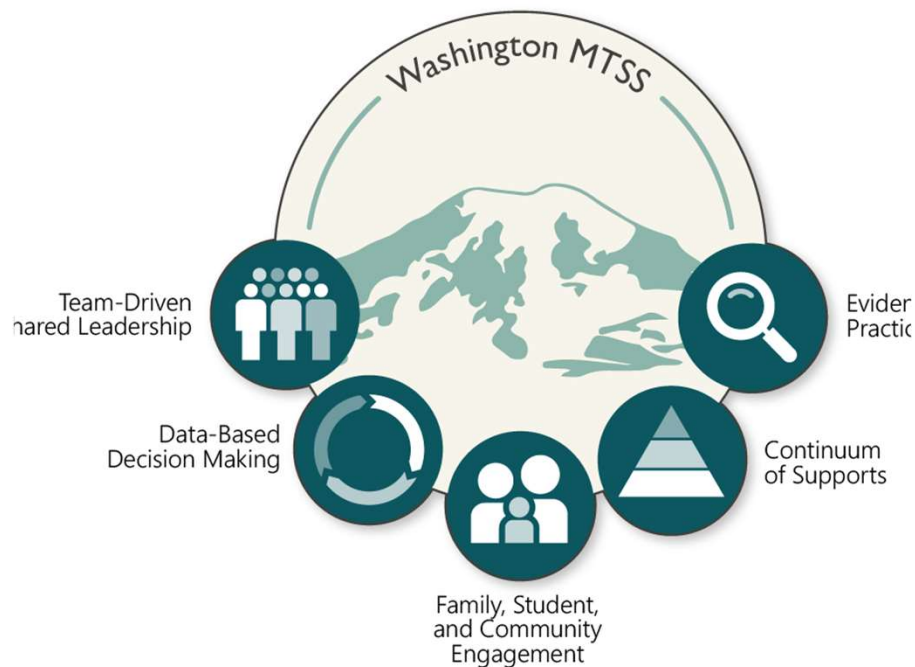 Washington MTSS
Team-Driven
hared Leadership
Data-Based
Decision Making
Family, Student,
and Community
Engagement
Continuum
of Supports
Eviden
Practic